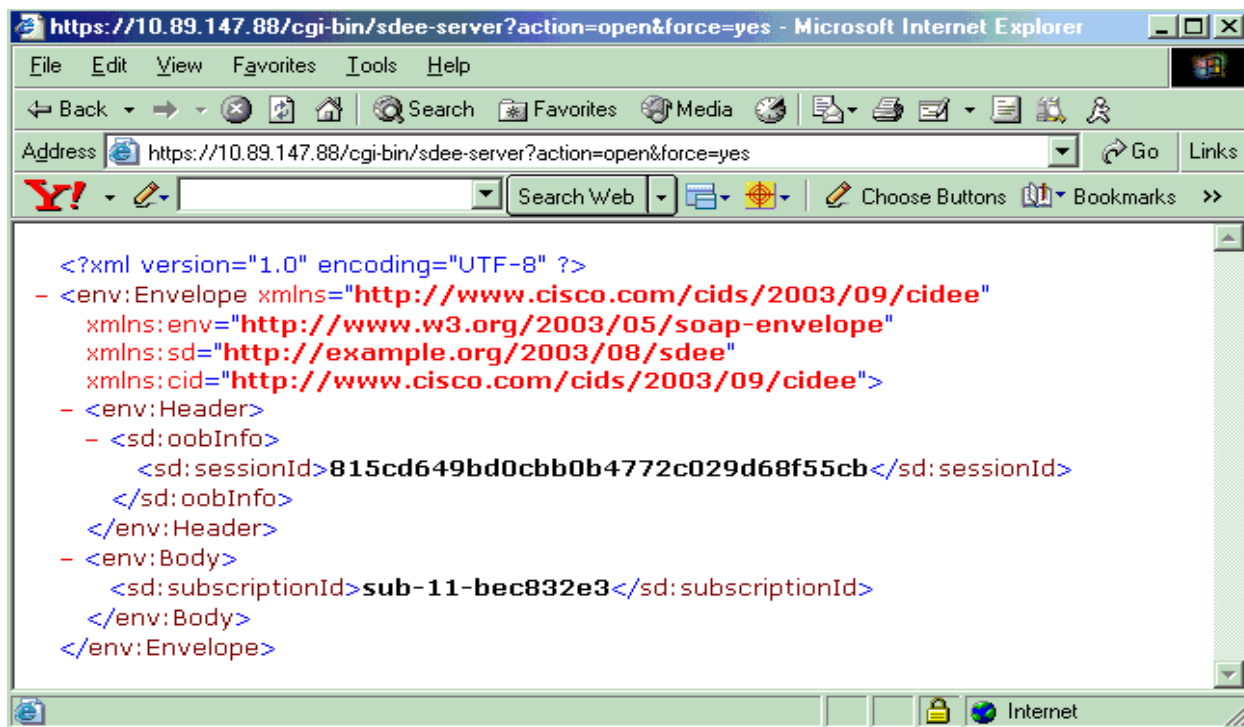 https://10.89.147.88/cgi-bin/sdee-server?action=open&force=yes - Microsoft Internet Explorer
File Edit View Favorites Tools Help
Back Search Favorites Media
Address https://10.89.147.88/cgi-bin/sdee-server?action=open&force=yes Go Links
Y! Search Web Choose Buttons Bookmarks >>
<?xml version="1.0" encoding="UTF-8" ?>
- <env:Envelope xmlns="http://www.cisco.com/cids/2003/09/cidee"
xmlns:env="http://www.w3.org/2003/05/soap-envelope"
xmlns:sd="http://example.org/2003/08/sdee"
xmlns:cid="http://www.cisco.com/cids/2003/09/cidee">
- <env:Header>
- <sd:oobInfo>
<sd:sessionId>815cd649bd0cbb0b4772c029d68f55cb</sd:sessionId>
</sd:oobInfo>
</env:Header>
- <env:Body>
<sd:subscriptionId>sub-11-bec832e3</sd:subscriptionId>
</env:Body>
</env:Envelope>
Internet